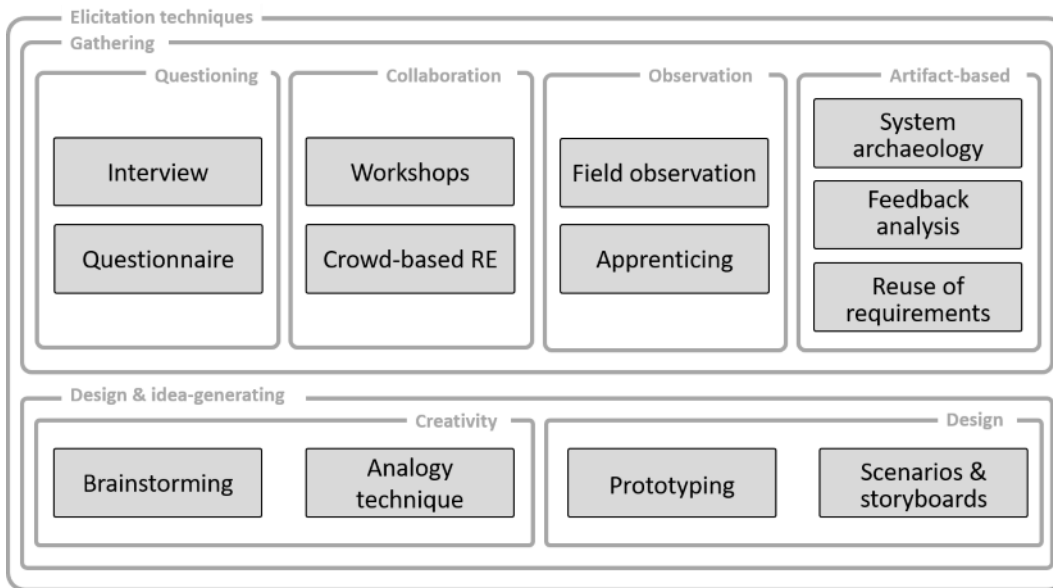 Elicitation techniques
Gathering
Questioning
Collaboration
Observation
Artifact-based
Interview
Questionnaire
Workshops
Crowd-based RE
Field observation
Apprenticing
System
archaeology
Feedback
analysis
Reuse of
requirements
Design & idea-generating
Creativity
Design
Brainstorming
Analogy
technique
Prototyping
Scenarios &
storyboards